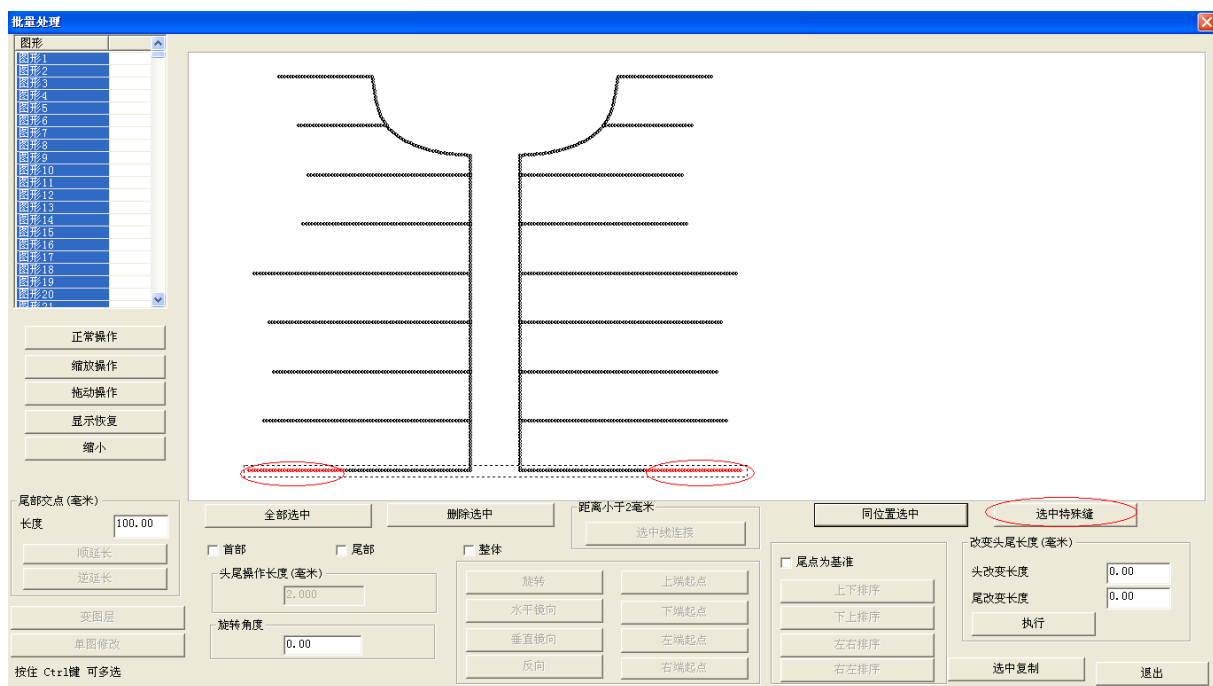 批量处理
图形
图形1
图形2
图形3
图形4
图形5
图形6
图形7
图形8
图形9
图形10
图形11
图形12
图形13
图形14
图形15
图形16
图形17
图形18
图形19
图形20
图形21
正常操作
缩放操作
拖动操作
显示恢复
缩小
尾部交点(毫米)
长度 100.00
顺延长
逆延长
变图层
单图修改
按住 Ctrl键 可多选
全部选中
删除选中
首部 尾部 整体
头尾操作长度(毫米)
2.000
旋转角度
0.00
距离小于2毫米
选中线连接
旋转 上端起点
水平镜向 下端起点
垂直镜向 左端起点
反向 右端起点
同位置选中
选中特殊缝
尾点为基准
上下排序
下上排序
左右排序
右左排序
改变头尾长度(毫米)
头改变长度 0.00
尾改变长度 0.00
执行
选中复制
退出